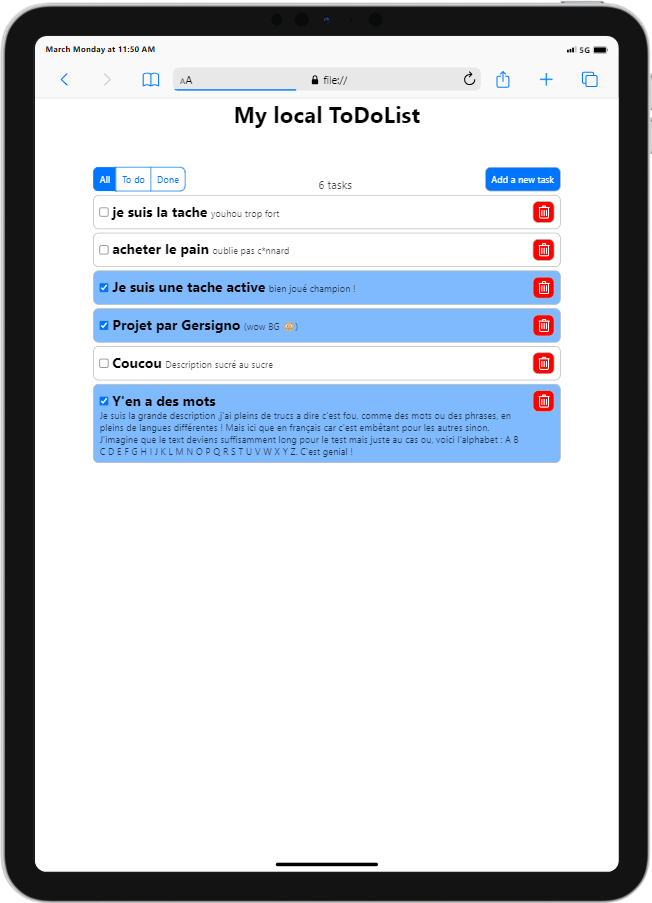 March Monday at 11:50 AM
5G
AA
file://
My local ToDoList
All
To do
Done
6 tasks
Add a new task
je suis la tache youhou trop fort
acheter le pain oublie pas c*nnard
Je suis une tache active bien joué champion !
Projet par Gersigno (wow BG 😳)
Coucou Description sucré au sucre
Y'en a des mots
Je suis la grande description ,j'ai pleins de trucs a dire c'est fou, comme des mots ou des phrases, en
pleins de langues différentes ! Mais ici que en français car c'est embêtant pour les autres sinon.
J'imagine que le text deviens suffisamment long pour le test mais juste au cas ou, voici l'alphabet : A B
C D E F G H I J K L M N O P Q R S T U V W X Y Z. C'est genial !